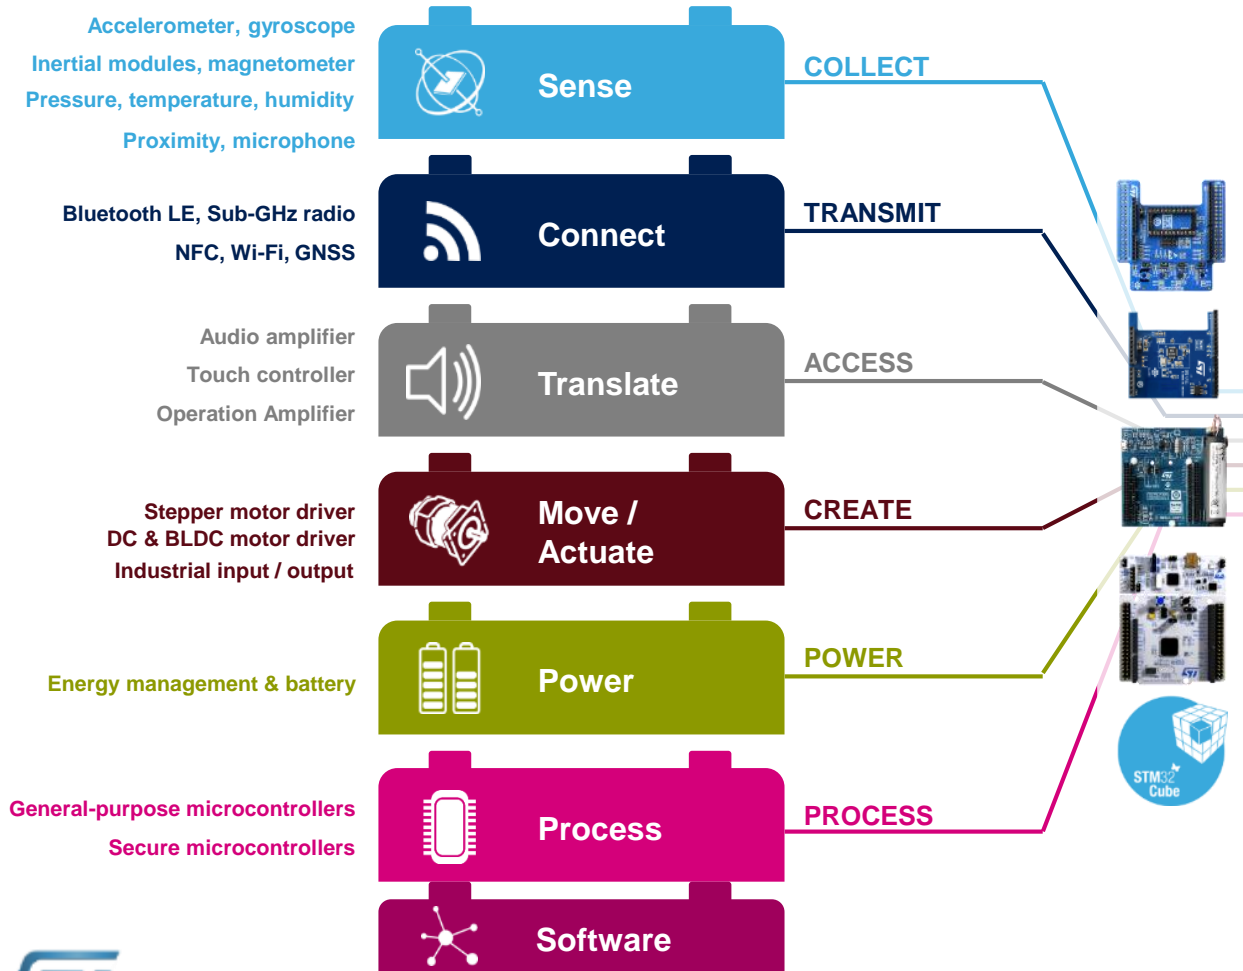 Accelerometer, gyroscope
Inertial modules, magnetometer
Pressure, temperature, humidity
Proximity, microphone
Sense
COLLECT
Bluetooth LE, Sub-GHz radio
NFC, Wi-Fi, GNSS
Connect
TRANSMIT
Audio amplifier
Touch controller
Operation Amplifier
Translate
ACCESS
Stepper motor driver
DC & BLDC motor driver
Industrial input / output
Move /
Actuate
CREATE
Energy management & battery
Power
POWER
General-purpose microcontrollers
Secure microcontrollers
Process
PROCESS
Software
STM32
Cube